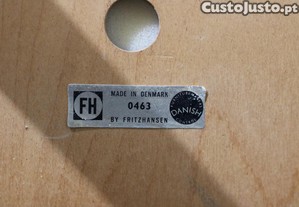 CustoJusto.pt
FH
MADE IN DENMARK
0463
BY FRITZHANSEN
DANISH